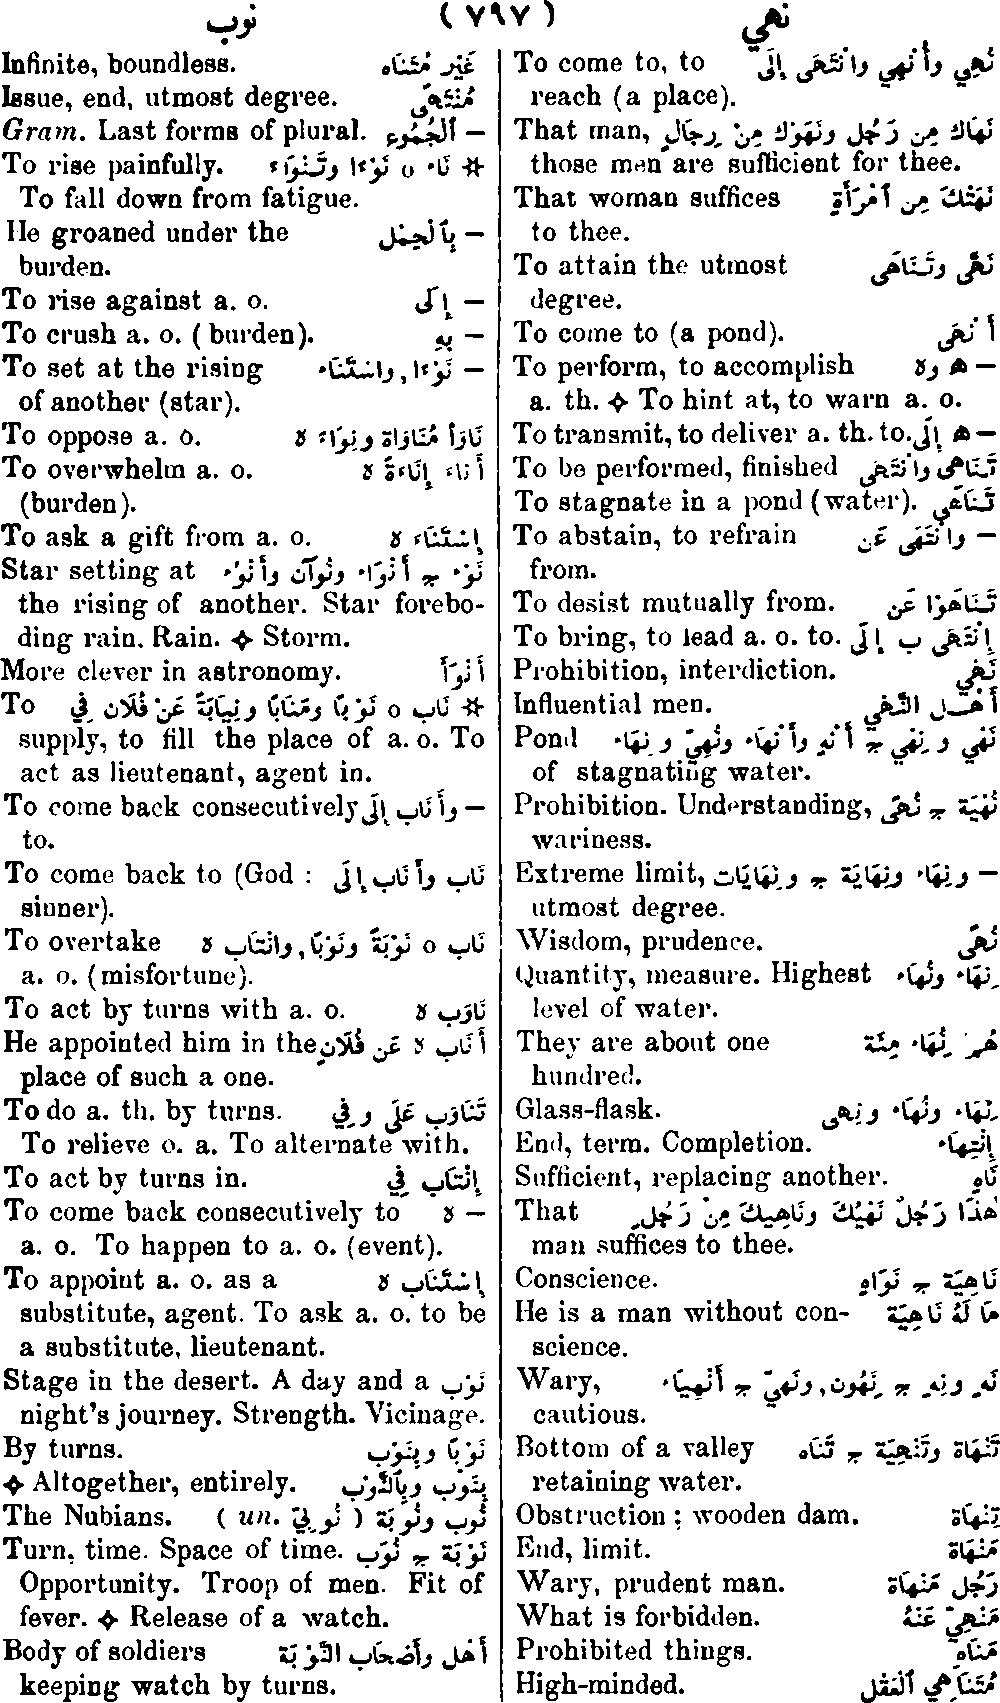 نوب ( ٧٩٧ ) نهي
To come to, to نُهِي وأُنْهِي وانْتَهَى إِلَى
reach (a place).
That man, نَهَاكَ مِن رَجُل ونَهَوْكَ مِنْ رِجَالٍ
those men are sufficient for thee.
That woman suffices نَهَتْكَ مِن ٱمْرَأَةٍ
to thee.
To attain the utmost نَهَّى وتَنَاهَى
degree.
To come to (a pond). أَنْهَى
To perform, to accomplish — ه وه
a. th. ✧ To hint at, to warn a. o.
To transmit, to deliver a. th. to. — ه إِلَى
To be performed, finished تَنَاهَى وانْتَهَى
To stagnate in a pond (water). تَنَاهَى
To abstain, to refrain — وانْتَهَى عَن
from.
To desist mutually from. تَنَاهَوْا عَن
To bring, to lead a. o. to. إِنْتَهَى ب إِلَى
Prohibition, interdiction. نَهْي
Influential men. أَهْل النَّهْي
Pond نَهْي و نِهْي ج أَنْهٍ وأَنْهَاء ونُهِيّ و نِهَاء
of stagnating water.
Prohibition. Understanding, نُهْيَة ج نُهًى
wariness.
Extreme limit, — و نِهَاء ونِهَايَة ج و نِهَايَات
utmost degree.
Wisdom, prudence. نُهًى
Quantity, measure. Highest نِهَاء ونُهَاء
level of water.
They are about one هُمْ نُهَاء مِئَة
hundred.
Glass-flask. نِهَاء ونُهَاء ونِهى
End, term. Completion. إِنْتِهَاء
Sufficient, replacing another. نَاهٍ
That هٰذَا رَجُلٌ نَهْيُكَ ونَاهِيكَ مِنْ رَجُلٍ
man suffices to thee.
Conscience. نَاهِيَة ج نَوَاهٍ
He is a man without con- مَا لَهُ نَاهِيَة
science.
Wary, نَهٍ ونِهٍ ج نِهُون, ونَهِيّ ج أَنْهِيَاء
cautious.
Bottom of a valley تَنْهَاة وتَنْهِيَة ج تَنَاه
retaining water.
Obstruction; wooden dam. تِنْهَاة
End, limit. مَنْهَاة
Wary, prudent man. رَجُل مَنْهَاة
What is forbidden. مَنْهِيّ عَنْهُ
Prohibited things. مَنَاهٍ
High-minded. مُتَنَاهِي ٱلْعَقْل
Infinite, boundless. غَيْر مُتَنَاه
Issue, end, utmost degree. مُنْتَهًى
Gram. Last forms of plural. — ٱلْجُمُوع
To rise painfully. ✲ نَاء o نَوْءًا وتَنْوَاء
To fall down from fatigue.
He groaned under the — بِٱلْحِمْل
burden.
To rise against a. o. — إِلَى
To crush a. o. (burden). — بِهِ
To set at the rising — نَوْءًا, واسْتَنَاء
of another (star).
To oppose a. o. نَاوَأ مُنَاوَأة ونِوَاء ه
To overwhelm a. o. أَنَاء إِنَاءَةً ه
(burden).
To ask a gift from a. o. إِسْتَنَاء ه
Star setting at نَوْء ج أَنْوَاء ونُوآن وأَنْوُء
the rising of another. Star forebo-
ding rain. Rain. ✧ Storm.
More clever in astronomy. أَنْوَأ
To ✲ نَاب o نَوْبًا ومَنَابًا ونِيَابَةً عَنْ فُلَان فِي
supply, to fill the place of a. o. To
act as lieutenant, agent in.
To come back consecutively — وأَنَاب إِلَى
to.
To come back to (God : نَاب وأَنَاب إِلَى
sinner).
To overtake نَاب o نَوْبَةً ونَوْبًا, وانْتَاب ه
a. o. (misfortune).
To act by turns with a. o. نَاوَب ه
He appointed him in the أَنَاب ه عَن فُلَانٍ
place of such a one.
To do a. th. by turns. تَنَاوَب عَلَى و فِي
To relieve o. a. To alternate with.
To act by turns in. إِنْتَاب فِي
To come back consecutively to — ه
a. o. To happen to a. o. (event).
To appoint a. o. as a إِسْتَنَاب ه
substitute, agent. To ask a. o. to be
a substitute, lieutenant.
Stage in the desert. A day and a نَوْب
night's journey. Strength. Vicinage.
By turns. نَوْبًا وبِنَوْب
✧ Altogether, entirely. بِنَوْب وبِٱلنَّوْب
The Nubians. ( un. نُوبِيّ ) نُوب ونُوبَة
Turn, time. Space of time. نَوْبَة ج نُوَب
Opportunity. Troop of men. Fit of
fever. ✧ Release of a watch.
Body of soldiers أَهْل وأَصْحَاب النَّوْبَة
keeping watch by turns.